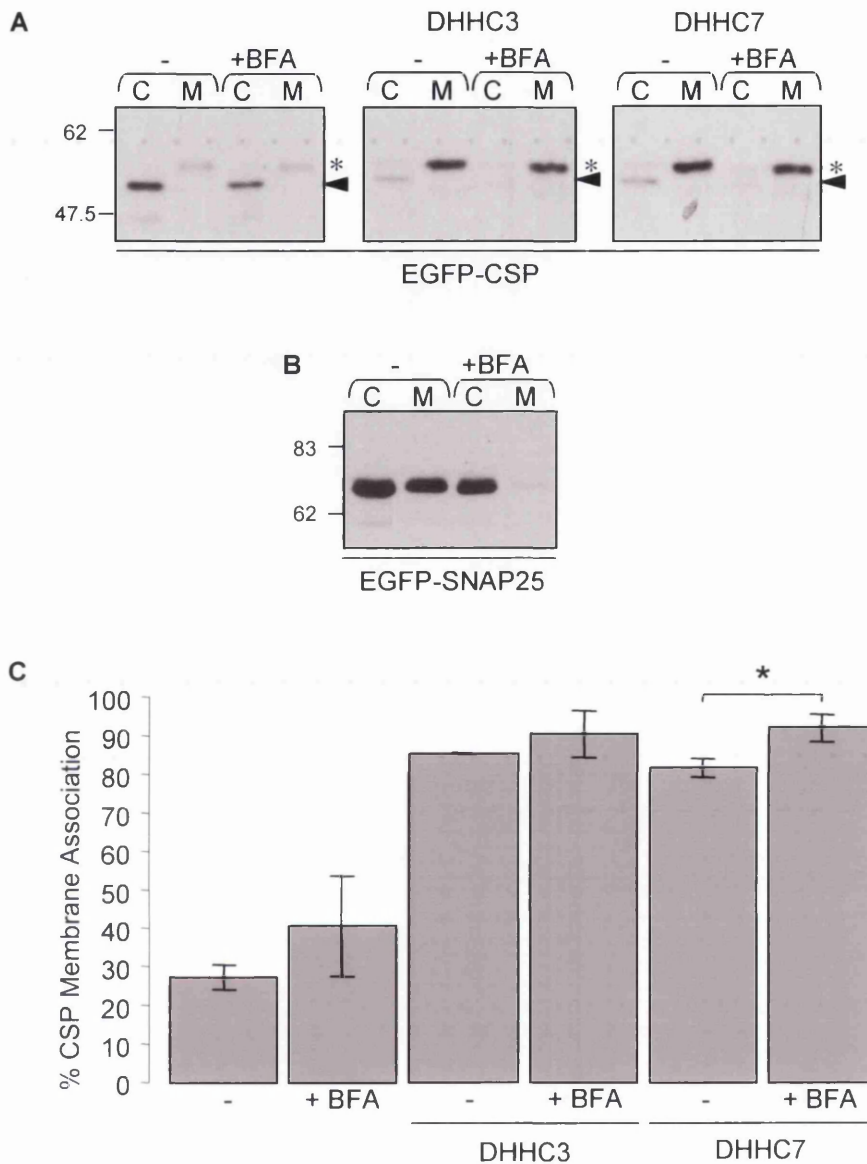 A
DHHC3 DHHC7
- +BFA - +BFA - +BFA
C M C M C M C M C M C M
62
* * *
47.5
EGFP-CSP
B
- +BFA
C M C M
83
62
EGFP-SNAP25
C
% CSP Membrane Association
100
90
80
70
60
50
40
30
20
10
0
*
- + BFA - + BFA - + BFA
DHHC3 DHHC7